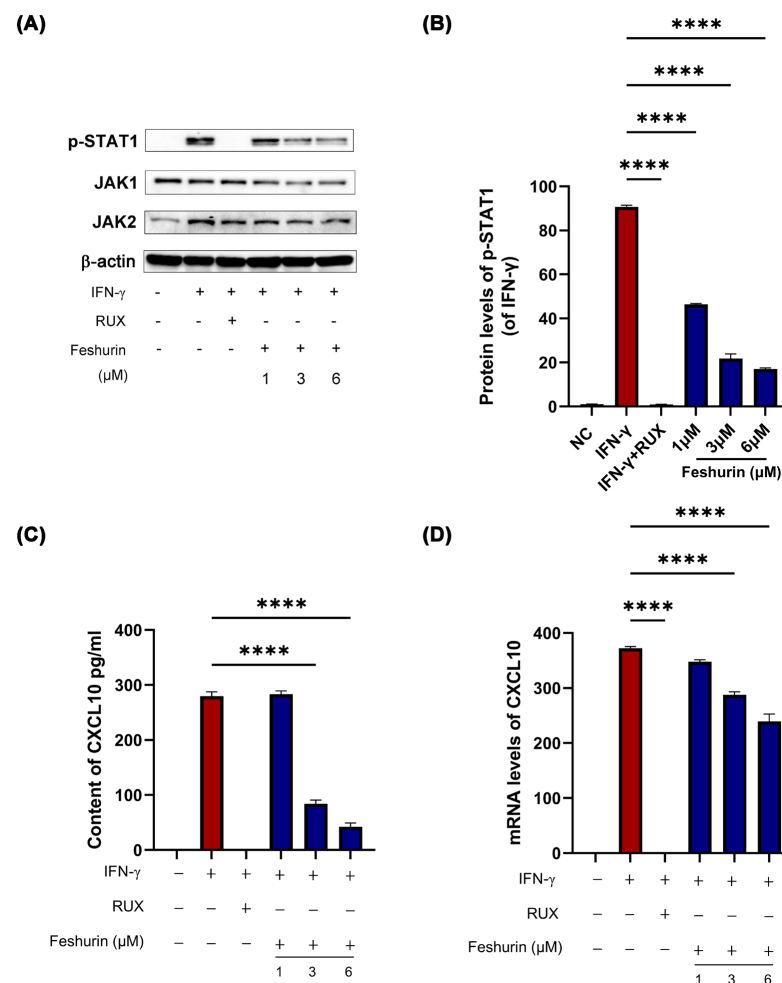 (A)
p-STAT1
JAK1
JAK2
β-actin
IFN-γ - + + + + +
RUX - - + - - -
Feshurin - - - + + +
(μM) 1 3 6
(B)
****
****
****
****
Protein levels of p-STAT1
(of IFN-γ)
100
80
60
40
20
0
NC
IFN-γ
IFN-γ+RUX
1μM
3μM
6μM
Feshurin (μM)
(C)
****
****
Content of CXCL10 pg/ml
400
300
200
100
0
IFN-γ – + + + + +
RUX – – + – – –
Feshurin (μM) – – – + + +
1 3 6
(D)
****
****
****
mRNA levels of CXCL10
400
300
200
100
0
IFN-γ – + + + + +
RUX – – + – – –
Feshurin (μM) – – – + + +
1 3 6